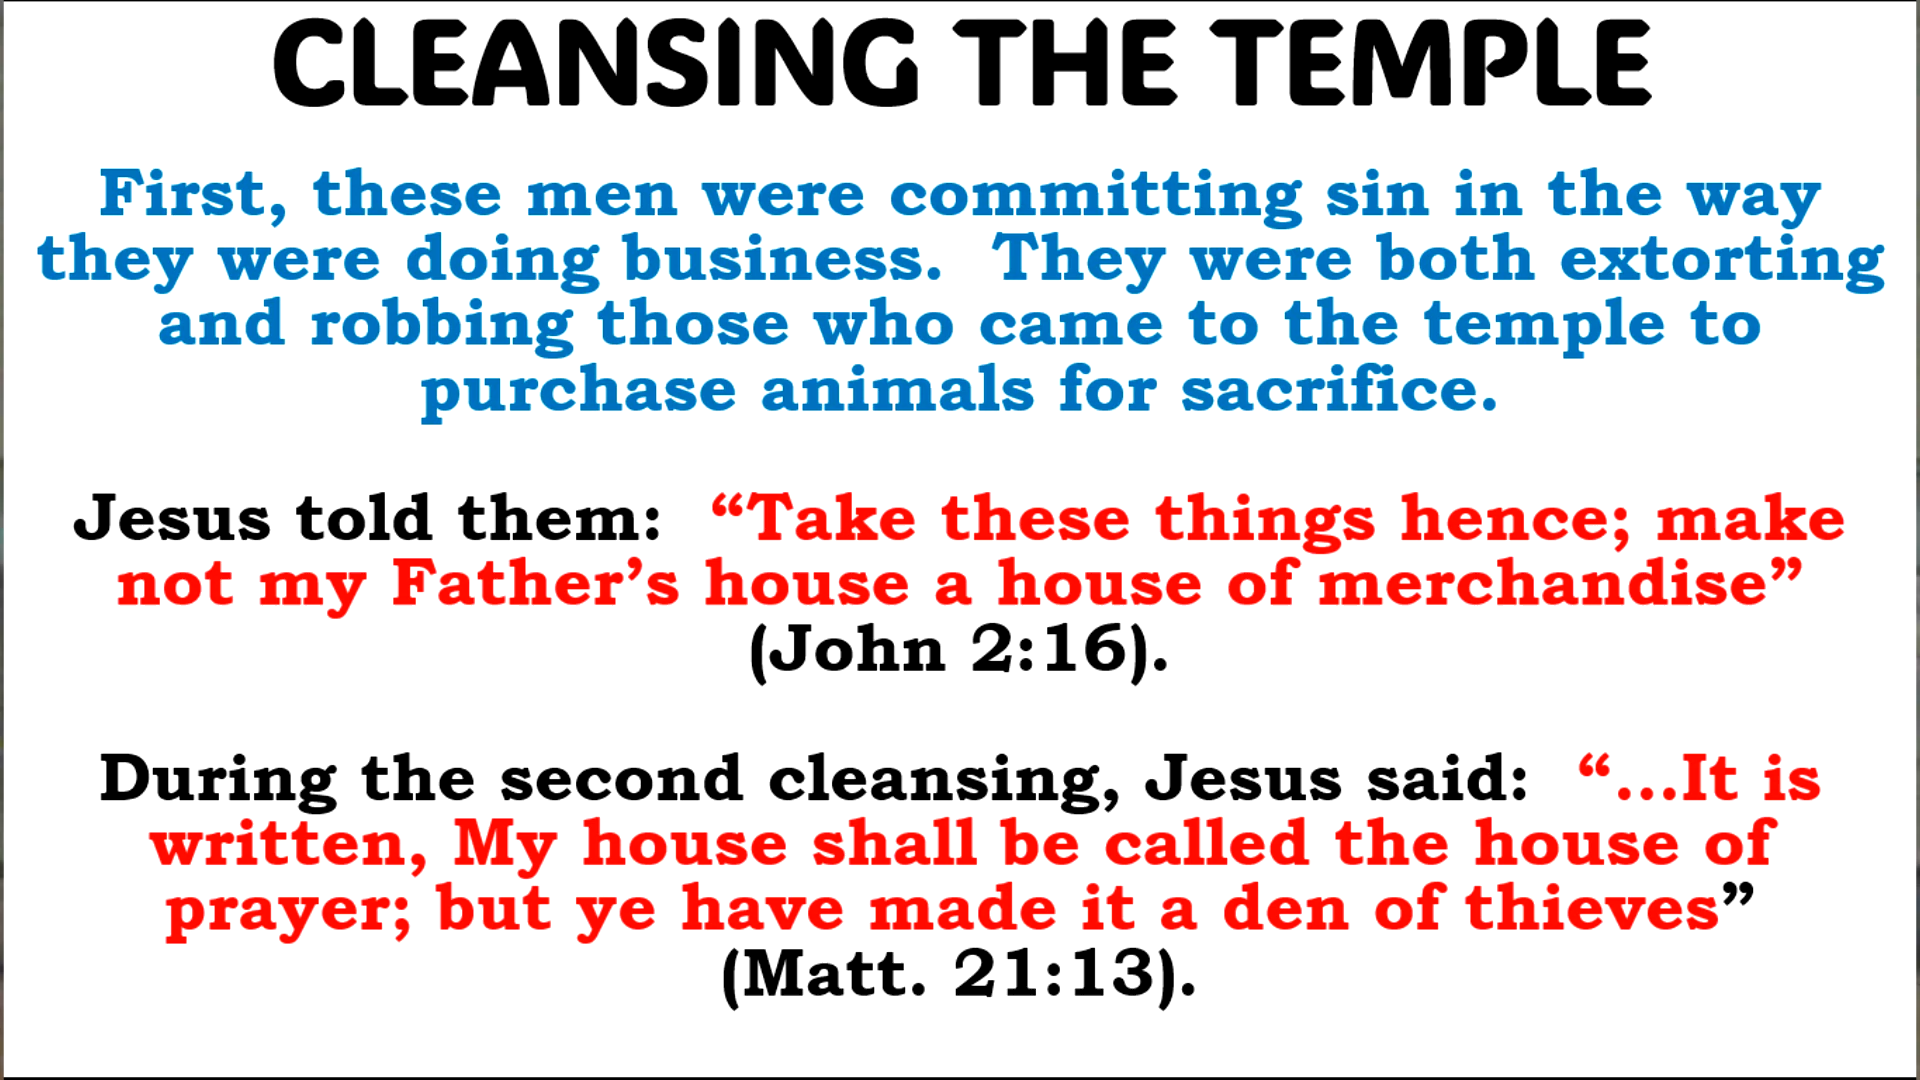 CLEANSING THE TEMPLE
First, these men were committing sin in the way
they were doing business.  They were both extorting
and robbing those who came to the temple to
purchase animals for sacrifice.
Jesus told them:  “Take these things hence; make
not my Father’s house a house of merchandise”
(John 2:16).
During the second cleansing, Jesus said:  “…It is
written, My house shall be called the house of
prayer; but ye have made it a den of thieves”
(Matt. 21:13).